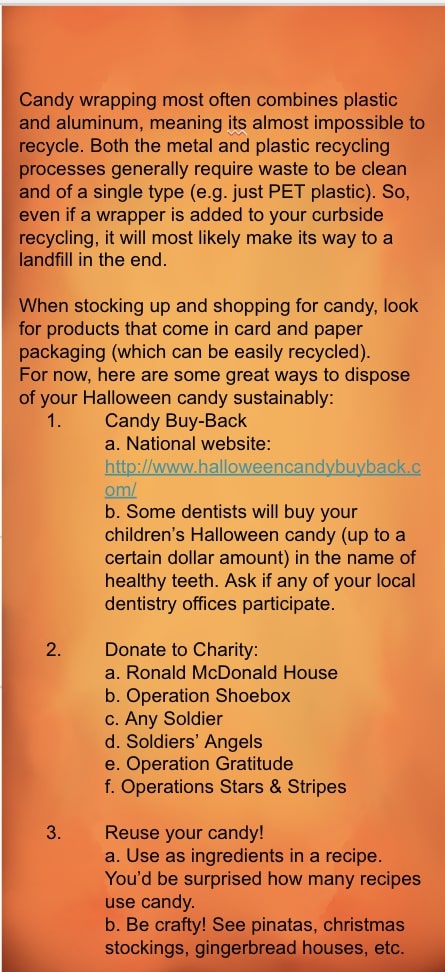 Candy wrapping most often combines plastic
and aluminum, meaning its almost impossible to
recycle. Both the metal and plastic recycling
processes generally require waste to be clean
and of a single type (e.g. just PET plastic). So,
even if a wrapper is added to your curbside
recycling, it will most likely make its way to a
landfill in the end.
When stocking up and shopping for candy, look
for products that come in card and paper
packaging (which can be easily recycled).
For now, here are some great ways to dispose
of your Halloween candy sustainably:
1. Candy Buy-Back
a. National website:
http://www.halloweencandybuyback.c
om/
b. Some dentists will buy your
children’s Halloween candy (up to a
certain dollar amount) in the name of
healthy teeth. Ask if any of your local
dentistry offices participate.
2. Donate to Charity:
a. Ronald McDonald House
b. Operation Shoebox
c. Any Soldier
d. Soldiers’ Angels
e. Operation Gratitude
f. Operations Stars & Stripes
3. Reuse your candy!
a. Use as ingredients in a recipe.
You’d be surprised how many recipes
use candy.
b. Be crafty! See pinatas, christmas
stockings, gingerbread houses, etc.